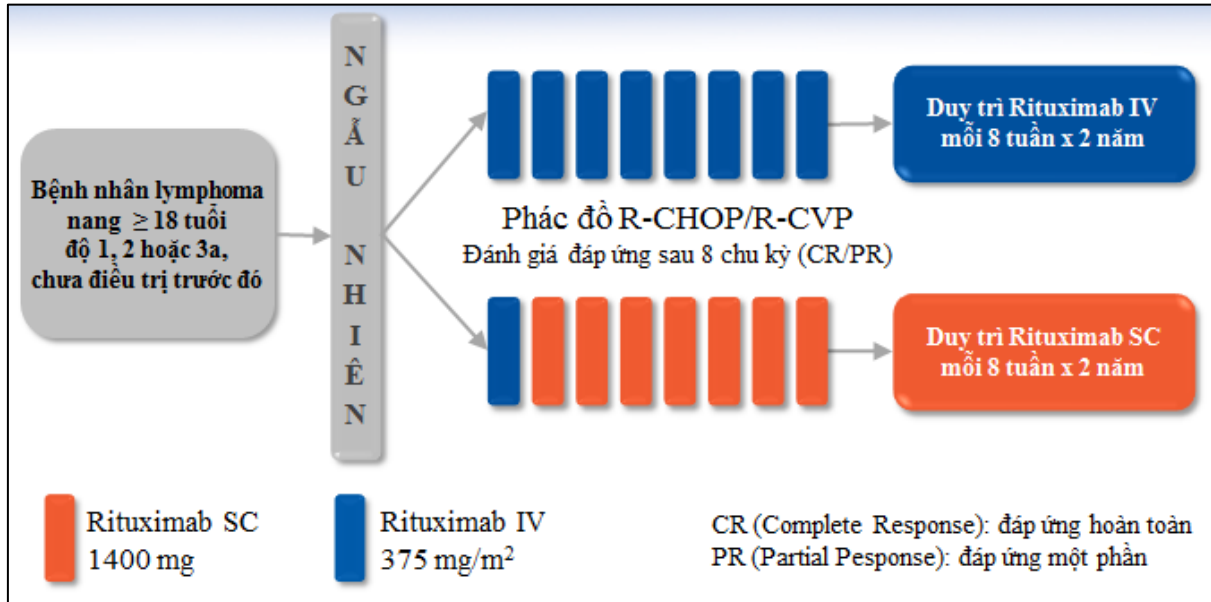 Bệnh nhân lymphoma
nang ≥ 18 tuổi
độ 1, 2 hoặc 3a,
chưa điều trị trước đó
NGẪU NHIÊN
Duy trì Rituximab IV
mỗi 8 tuần x 2 năm
Phác đồ R-CHOP/R-CVP
Đánh giá đáp ứng sau 8 chu kỳ (CR/PR)
Duy trì Rituximab SC
mỗi 8 tuần x 2 năm
Rituximab SC
1400 mg
Rituximab IV
375 mg/m²
CR (Complete Response): đáp ứng hoàn toàn
PR (Partial Pesponse): đáp ứng một phần